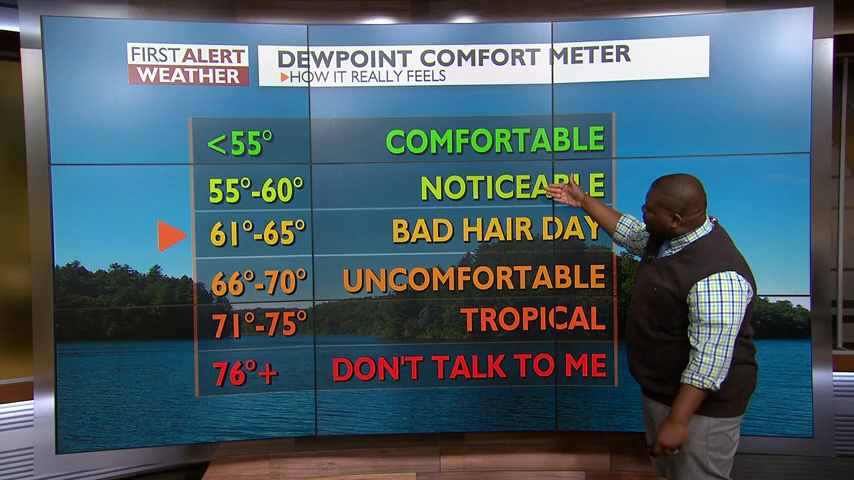 FIRST ALERT
WEATHER
DEWPOINT COMFORT METER
HOW IT REALLY FEELS
<55° COMFORTABLE
55°-60° NOTICEABLE
61°-65° BAD HAIR DAY
66°-70° UNCOMFORTABLE
71°-75° TROPICAL
76°+ DON'T TALK TO ME